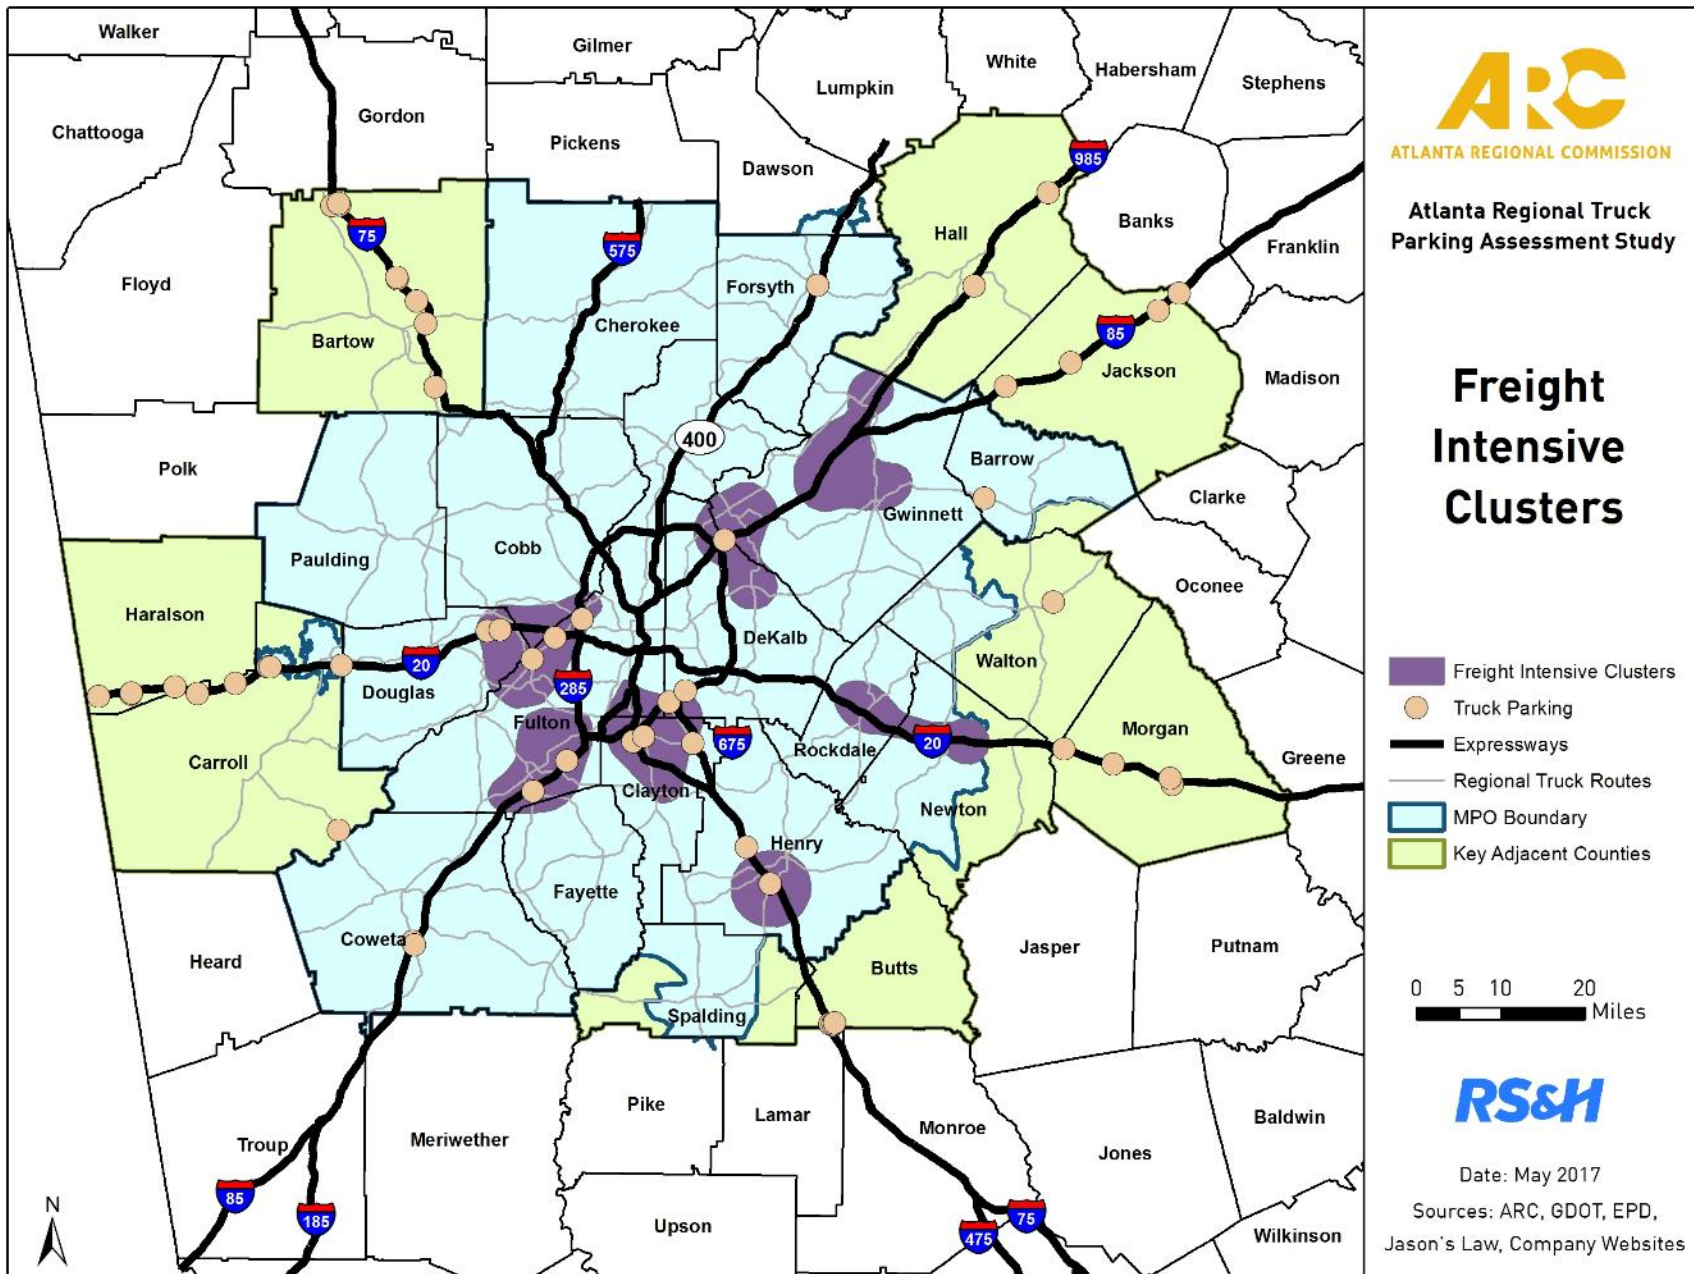 Walker
Gilmer
White
Habersham
Stephens
Lumpkin
Chattooga
Gordon
Pickens
Dawson
985
Banks
Franklin
75
575
Hall
Floyd
Forsyth
Cherokee
85
Bartow
Jackson
Madison
400
Polk
Barrow
Clarke
Gwinnett
Paulding
Cobb
Oconee
Haralson
DeKalb
Walton
20
Douglas
285
Fulton
Morgan
675
20
Rockdale
Greene
Carroll
Clayton
Newton
Henry
Fayette
Coweta
Heard
Jasper
Putnam
Butts
Spalding
Pike
Lamar
Monroe
Baldwin
Troup
Meriwether
Jones
85
185
Upson
75
475
Wilkinson
N
ARC
ATLANTA REGIONAL COMMISSION
Atlanta Regional Truck
Parking Assessment Study
Freight
Intensive
Clusters
Freight Intensive Clusters
Truck Parking
Expressways
Regional Truck Routes
MPO Boundary
Key Adjacent Counties
0 5 10 20
Miles
RS&H
Date: May 2017
Sources: ARC, GDOT, EPD,
Jason's Law, Company Websites